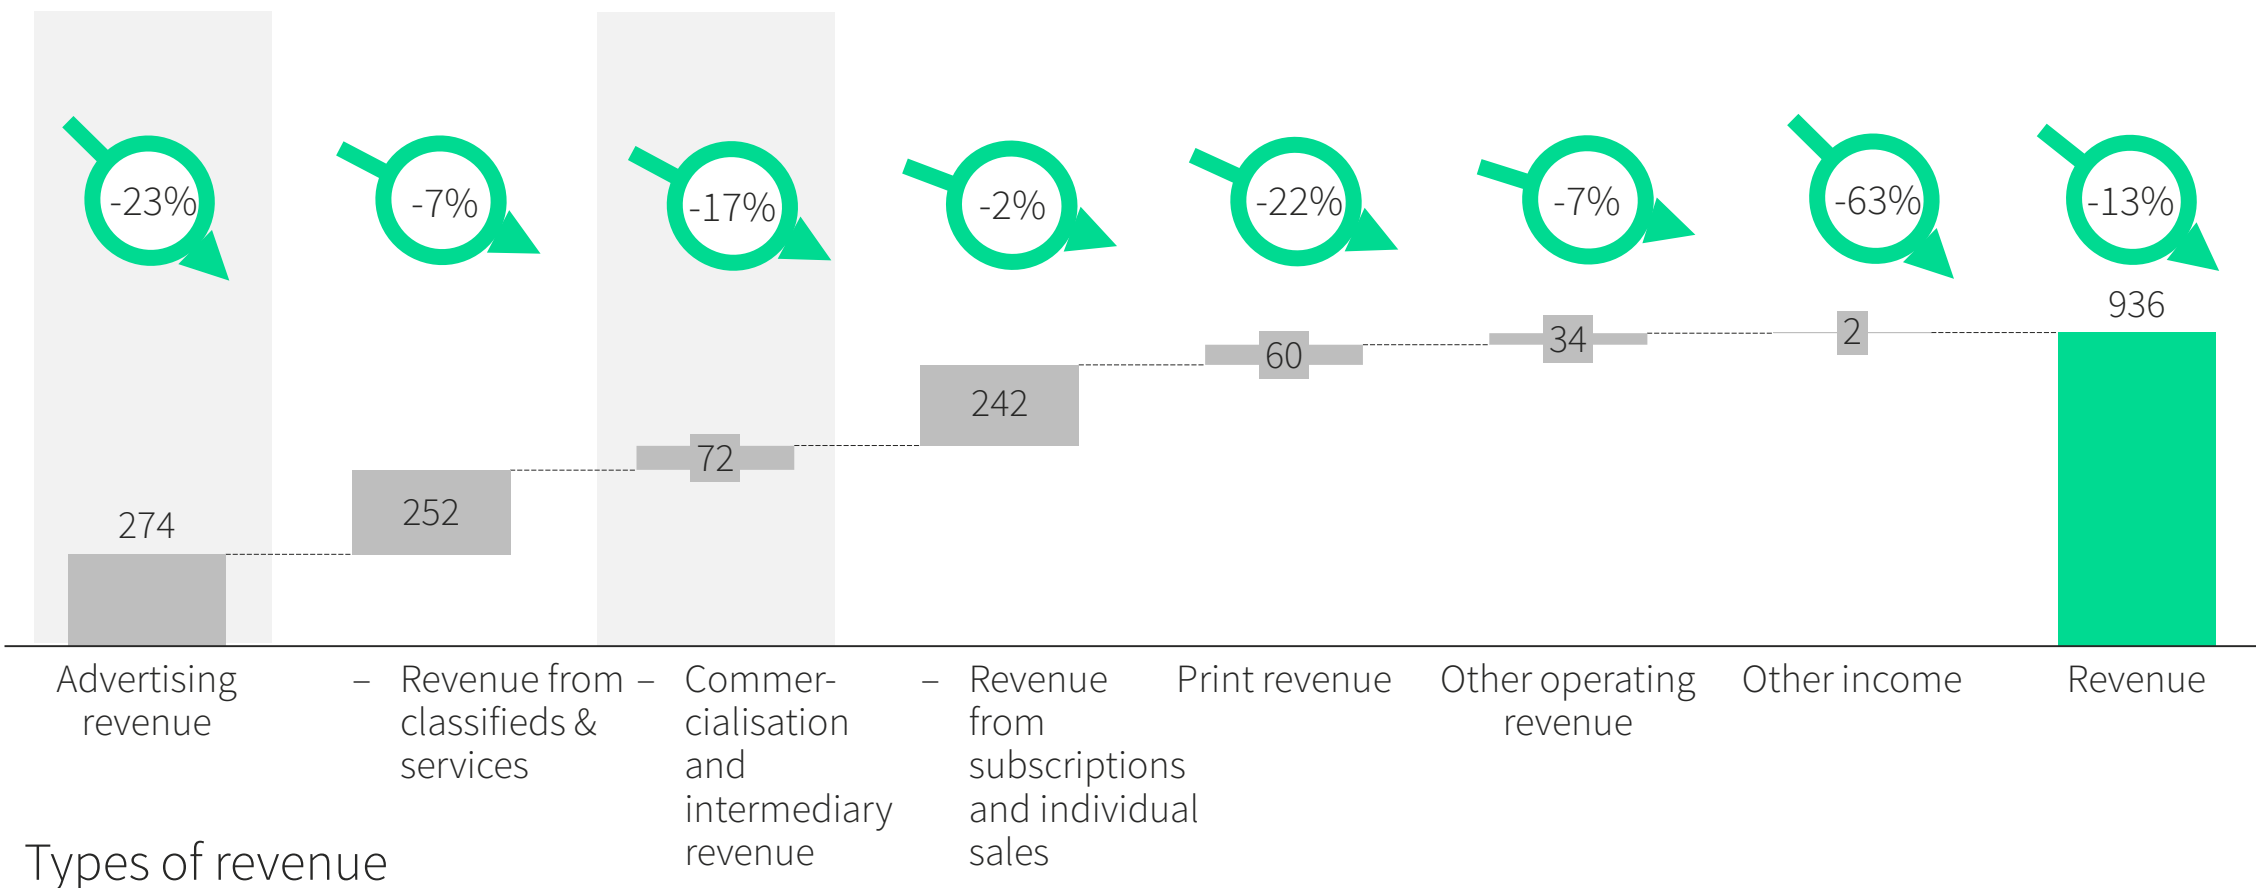 -23%
-7%
-17%
-2%
-22%
-7%
-63%
-13%
274
252
72
242
60
34
2
936
Advertising
revenue
– Revenue from
classifieds &
services
– Commer-
cialisation
and
intermediary
revenue
– Revenue
from
subscriptions
and individual
sales
Print revenue
Other operating
revenue
Other income
Revenue
Types of revenue